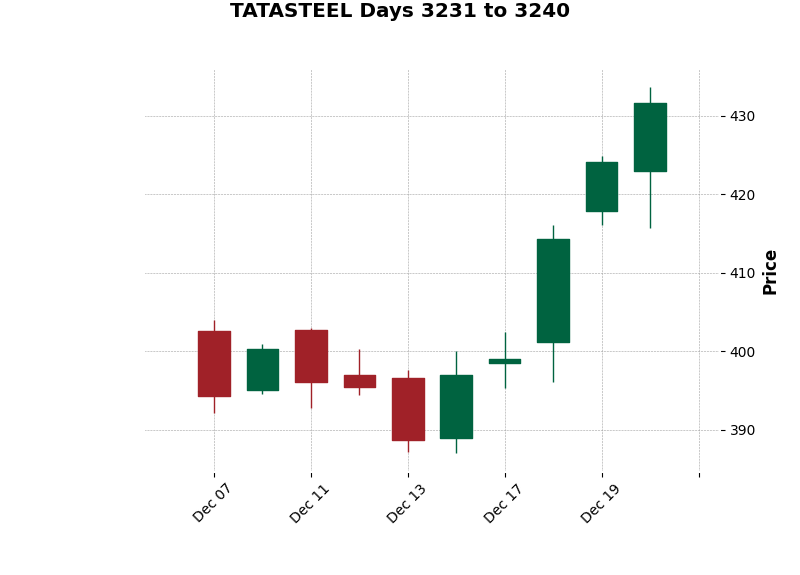 TATASTEEL Days 3231 to 3240
430
420
410
400
390
Price
Dec 07
Dec 11
Dec 13
Dec 17
Dec 19